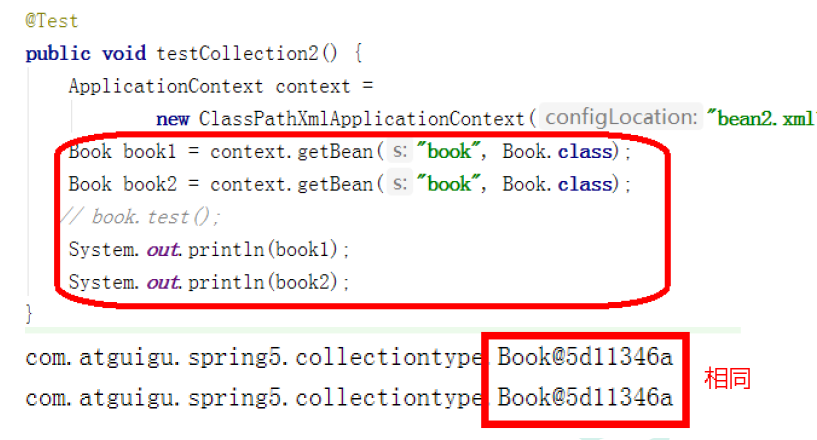 @Test
public void testCollection2() {
ApplicationContext context =
new ClassPathXmlApplicationContext( configLocation: "bean2.xml"
Book book1 = context.getBean( s: "book", Book.class);
Book book2 = context.getBean( s: "book", Book.class);
// book.test();
System.out.println(book1);
System.out.println(book2);
}
com.atguigu.spring5.collectiontype Book@5d11346a
com.atguigu.spring5.collectiontype Book@5d11346a
相同